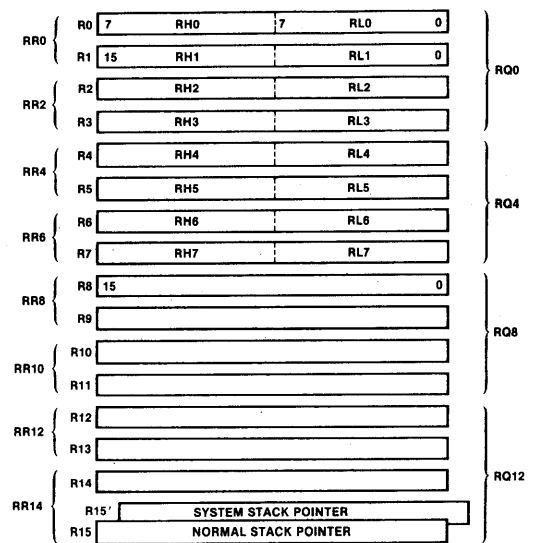 R0 7 RH0 7 RL0 0
RR0
R1 15 RH1 RL1 0
RQ0
R2 RH2 RL2
RR2
R3 RH3 RL3
R4 RH4 RL4
RR4
R5 RH5 RL5
RQ4
R6 RH6 RL6
RR6
R7 RH7 RL7
R8 15 0
RR8
R9
RQ8
R10
RR10
R11
R12
RR12
R13
R14
RQ12
RR14
R15' SYSTEM STACK POINTER
R15 NORMAL STACK POINTER